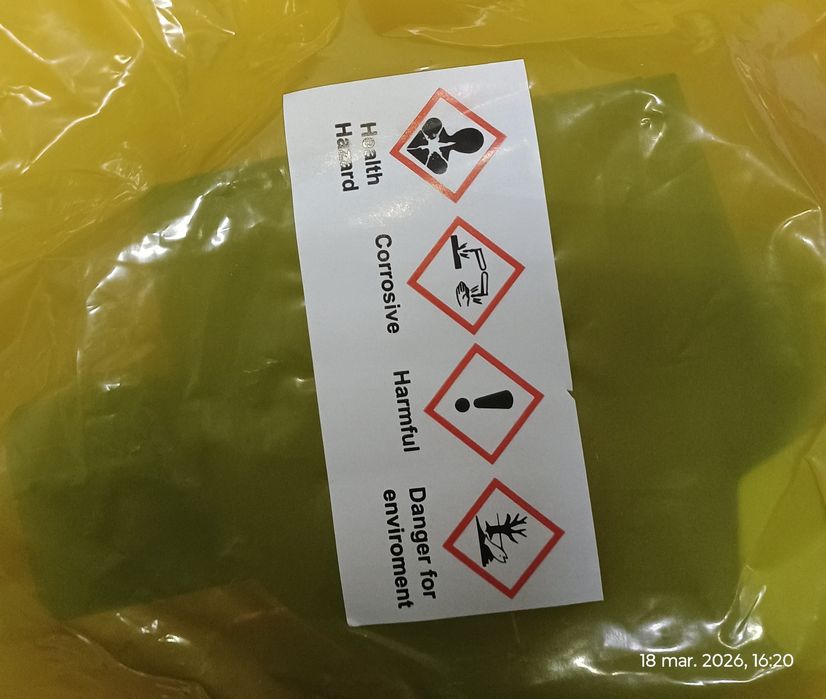 Health
Hazard
Corrosive
Harmful
Danger for
enviroment
18 mar. 2026, 16:20